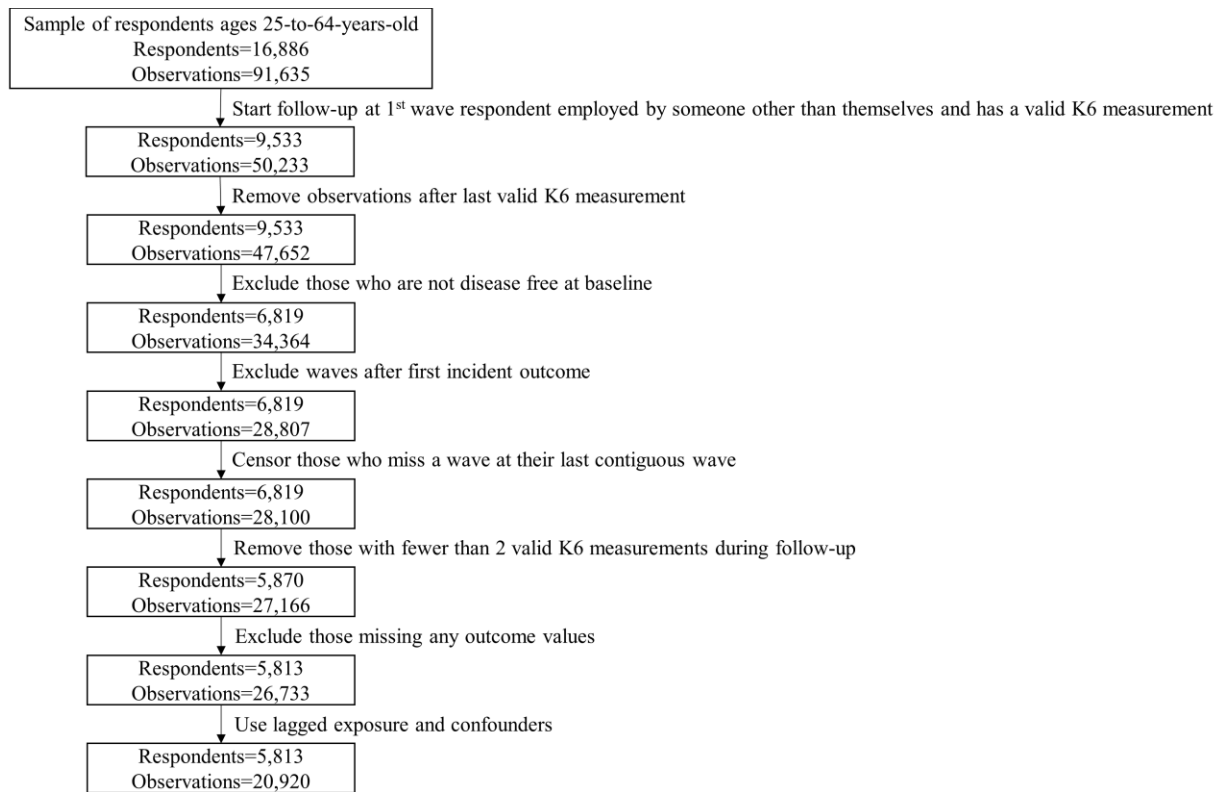 Sample of respondents ages 25-to-64-years-old
Respondents=16,886
Observations=91,635
Start follow-up at 1st wave respondent employed by someone other than themselves and has a valid K6 measurement
Respondents=9,533
Observations=50,233
Remove observations after last valid K6 measurement
Respondents=9,533
Observations=47,652
Exclude those who are not disease free at baseline
Respondents=6,819
Observations=34,364
Exclude waves after first incident outcome
Respondents=6,819
Observations=28,807
Censor those who miss a wave at their last contiguous wave
Respondents=6,819
Observations=28,100
Remove those with fewer than 2 valid K6 measurements during follow-up
Respondents=5,870
Observations=27,166
Exclude those missing any outcome values
Respondents=5,813
Observations=26,733
Use lagged exposure and confounders
Respondents=5,813
Observations=20,920